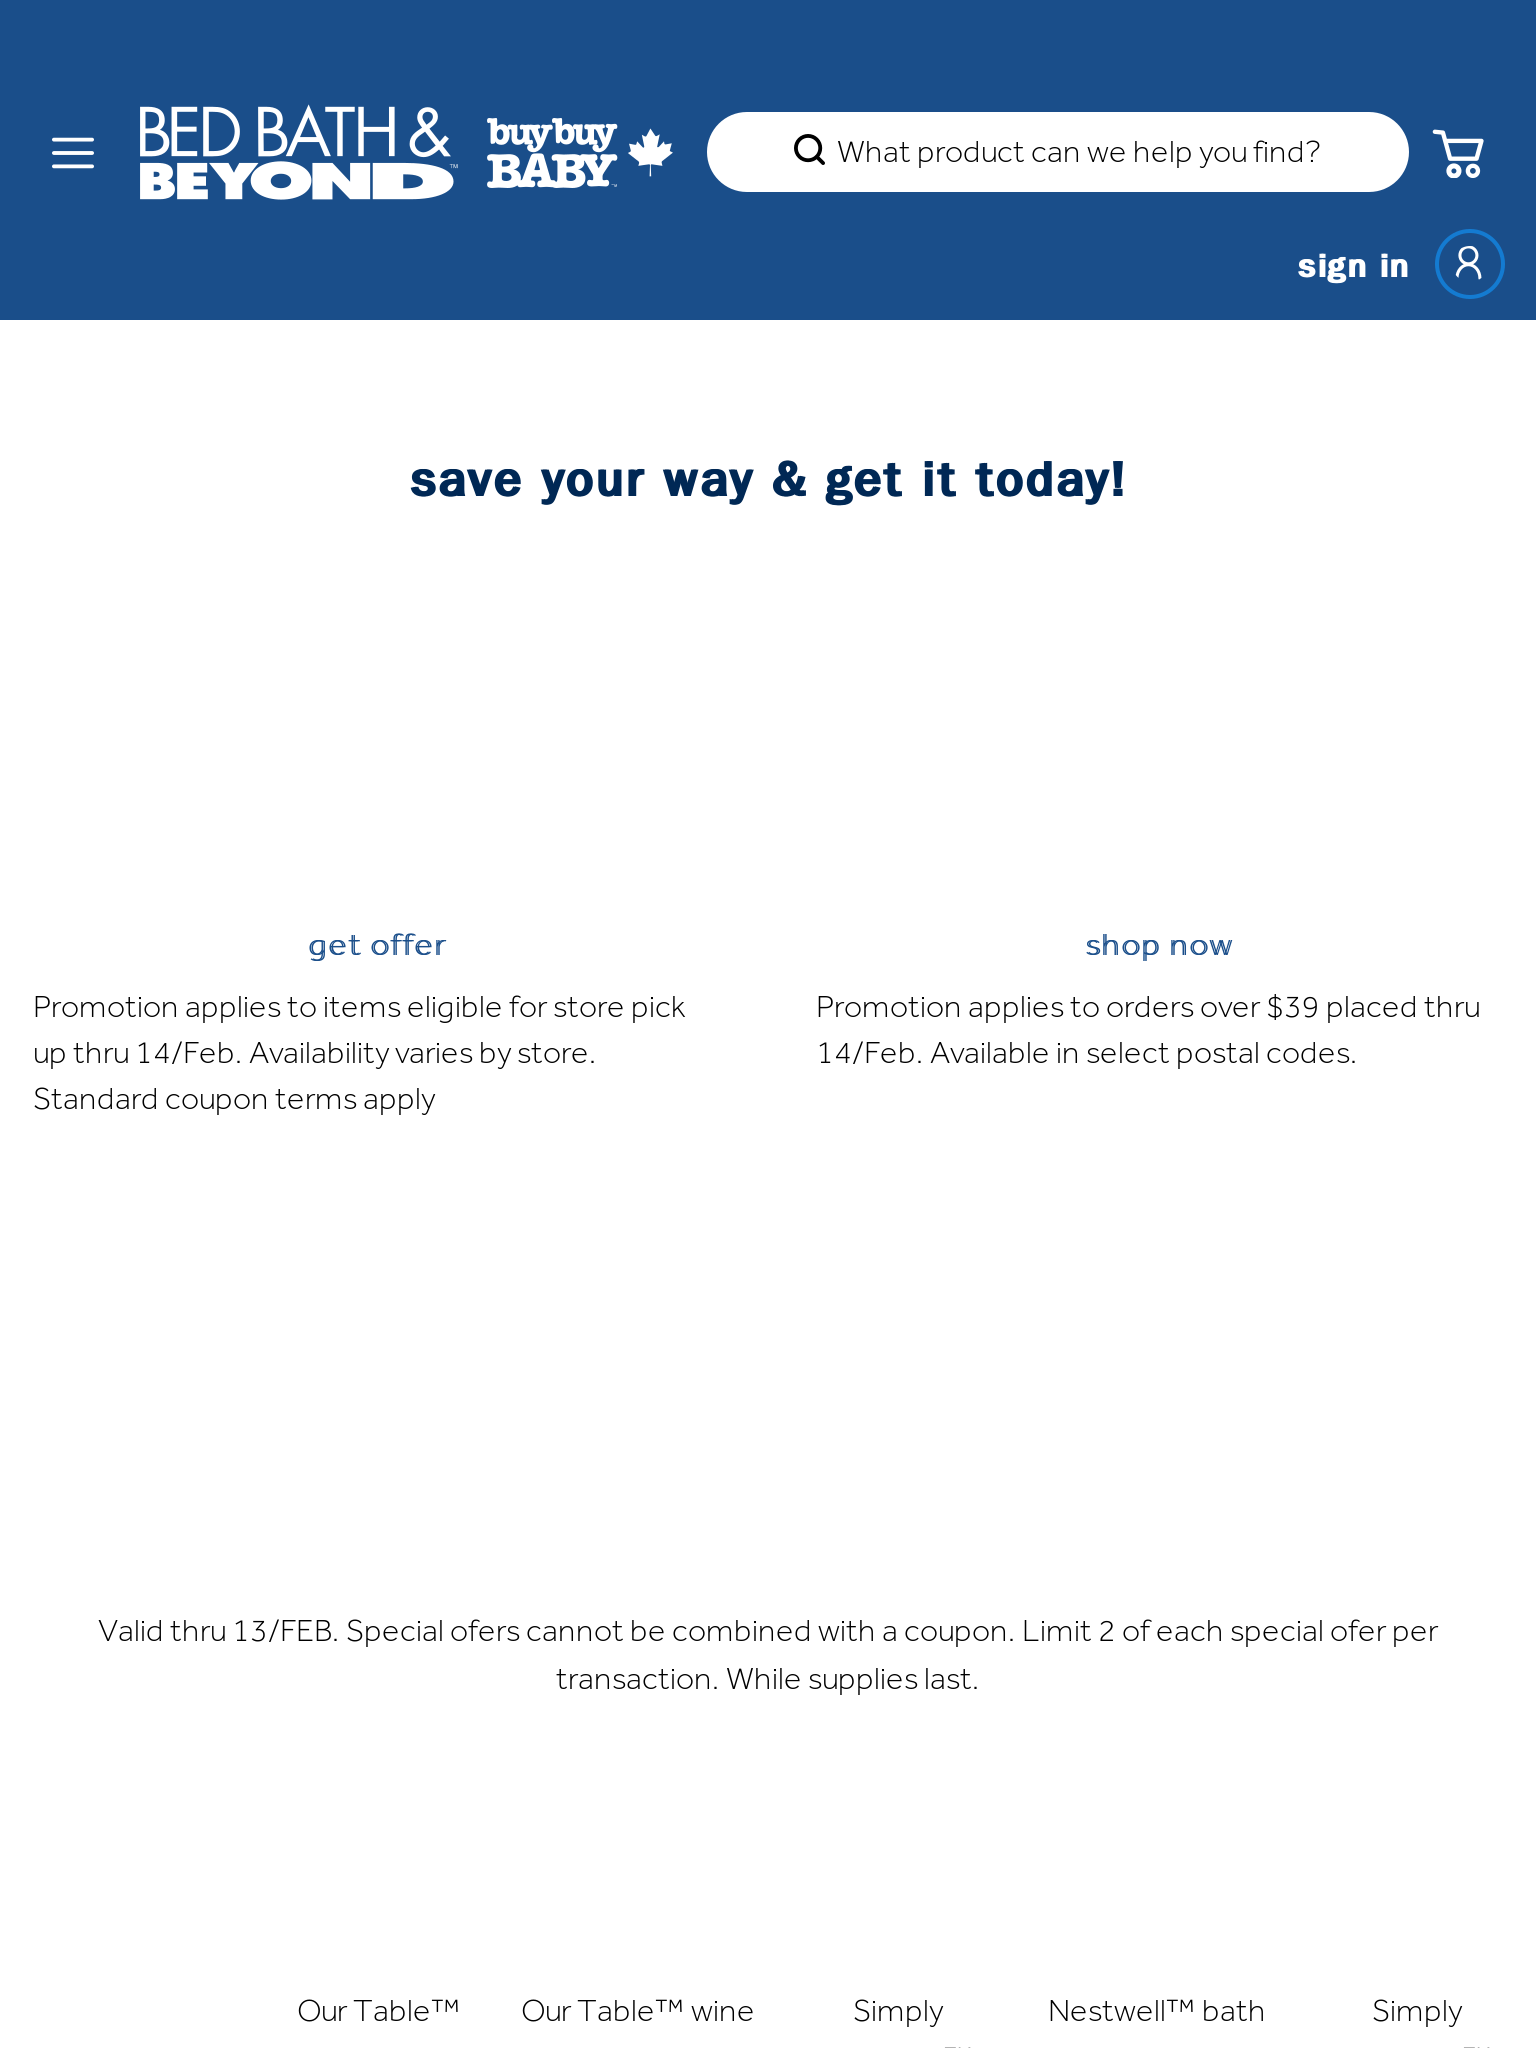 BED BATH &
BEYOND™
buy buy
BABY™
What product can we help you find?
sign in
save your way & get it today!
get offer
Promotion applies to items eligible for store pick
up thru 14/Feb. Availability varies by store.
Standard coupon terms apply
shop now
Promotion applies to orders over $39 placed thru
14/Feb. Available in select postal codes.
Valid thru 13/FEB. Special ofers cannot be combined with a coupon. Limit 2 of each special ofer per
transaction. While supplies last.
Our Table™
Our Table™ wine
Simply
Nestwell™ bath
Simply